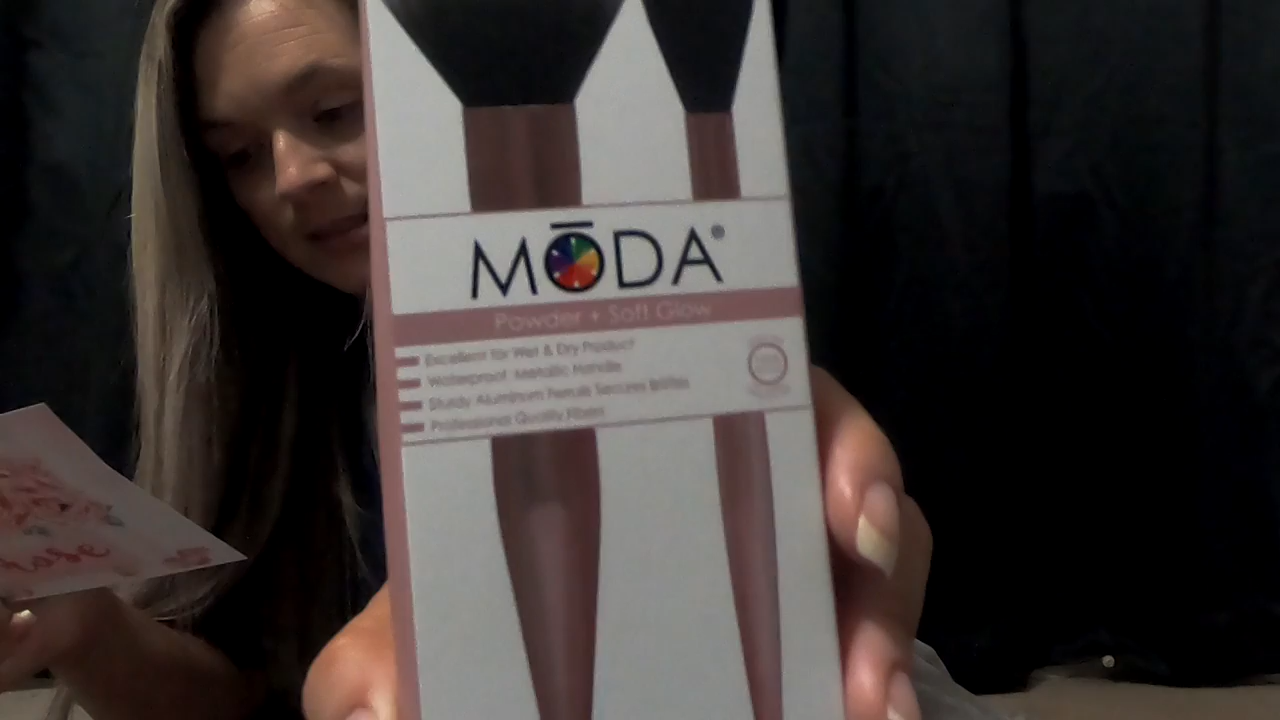 MŌDA®
Powder + Soft Glow
Excellent for Wet & Dry Product
Waterproof Metallic Handle
Sturdy Aluminum Ferrule Secures Bristles
Professional Quality Fibers
rose